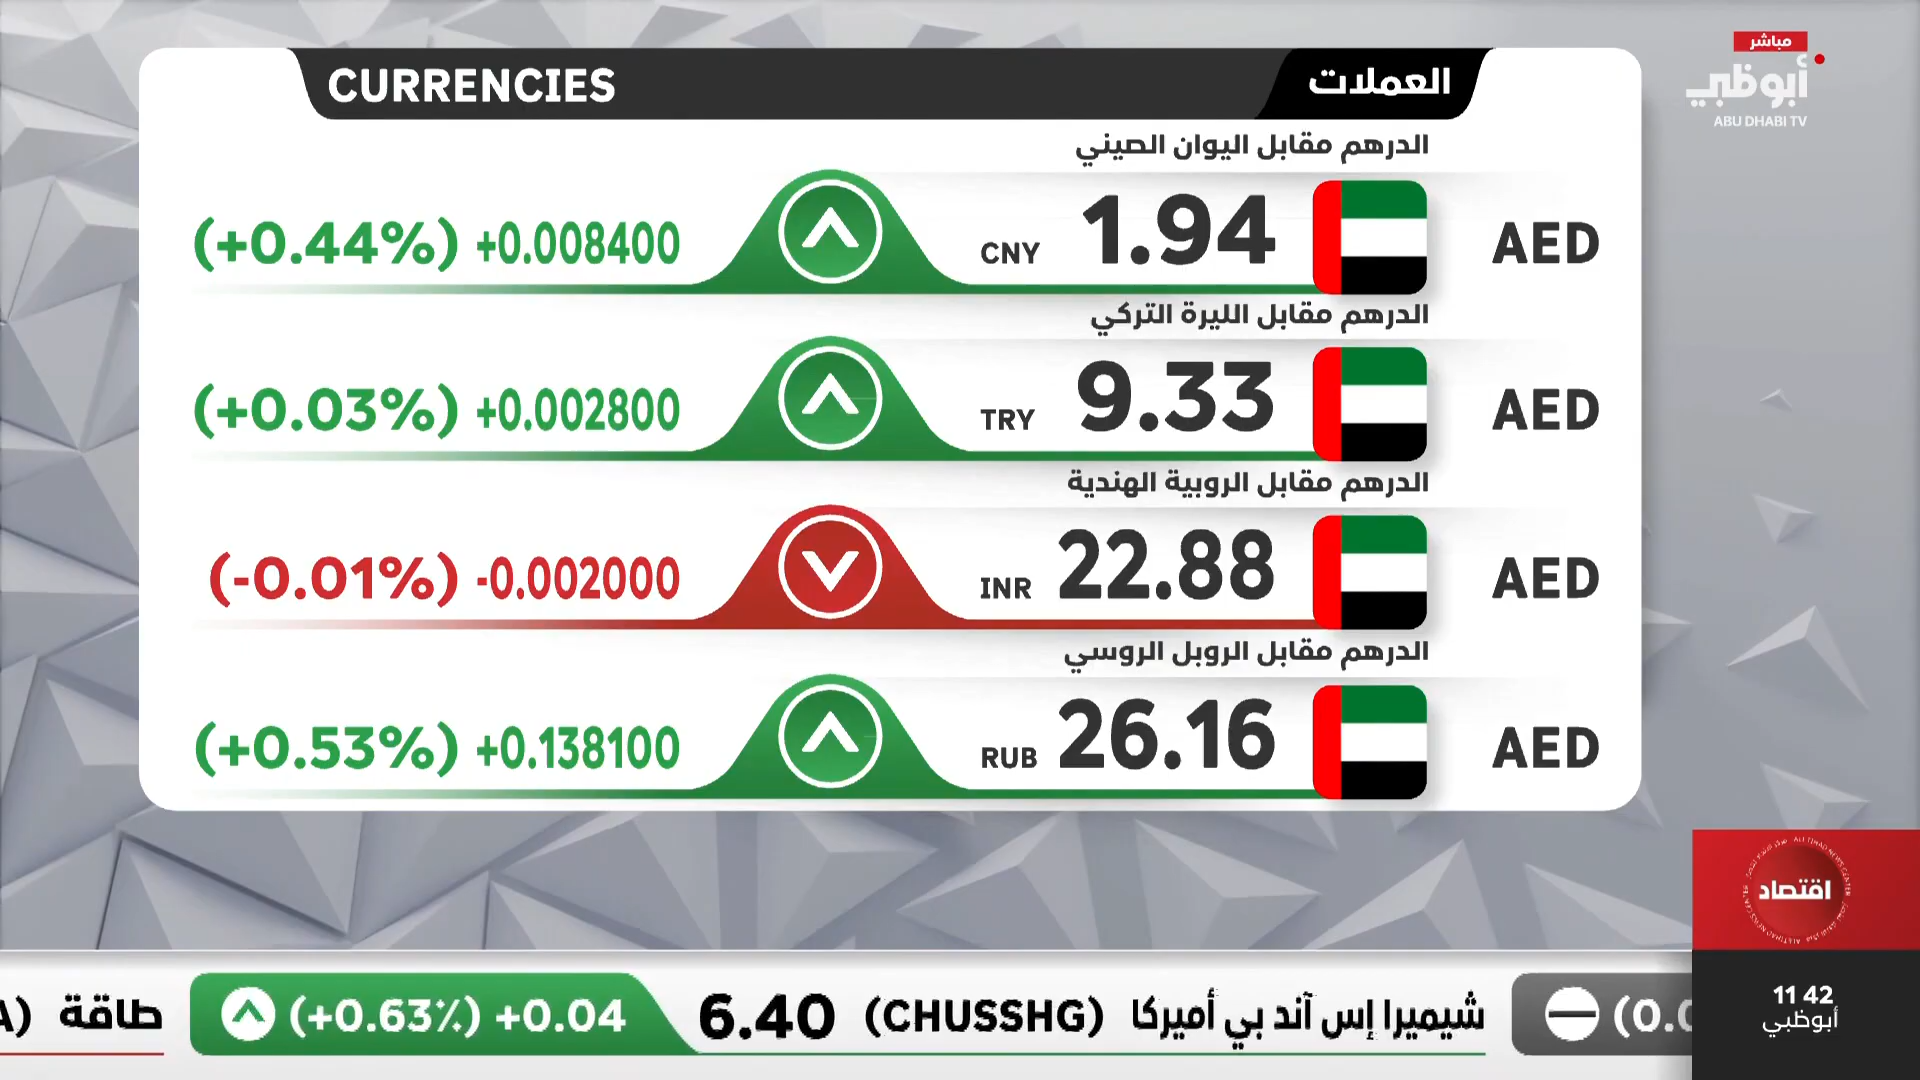 مباشر
أبوظبي
ABU DHABI TV
CURRENCIES العملات
الدرهم مقابل اليوان الصيني
AED 1.94 CNY +0.008400 (+0.44%)
الدرهم مقابل الليرة التركي
AED 9.33 TRY +0.002800 (+0.03%)
الدرهم مقابل الروبية الهندية
AED 22.88 INR -0.002000 (-0.01%)
الدرهم مقابل الروبل الروسي
AED 26.16 RUB +0.138100 (+0.53%)
اقتصاد
شيميرا إس آند بي أميركا (CHUSSHG) 6.40 +0.04 (+0.63٪) طاقة
11 42
أبوظبي